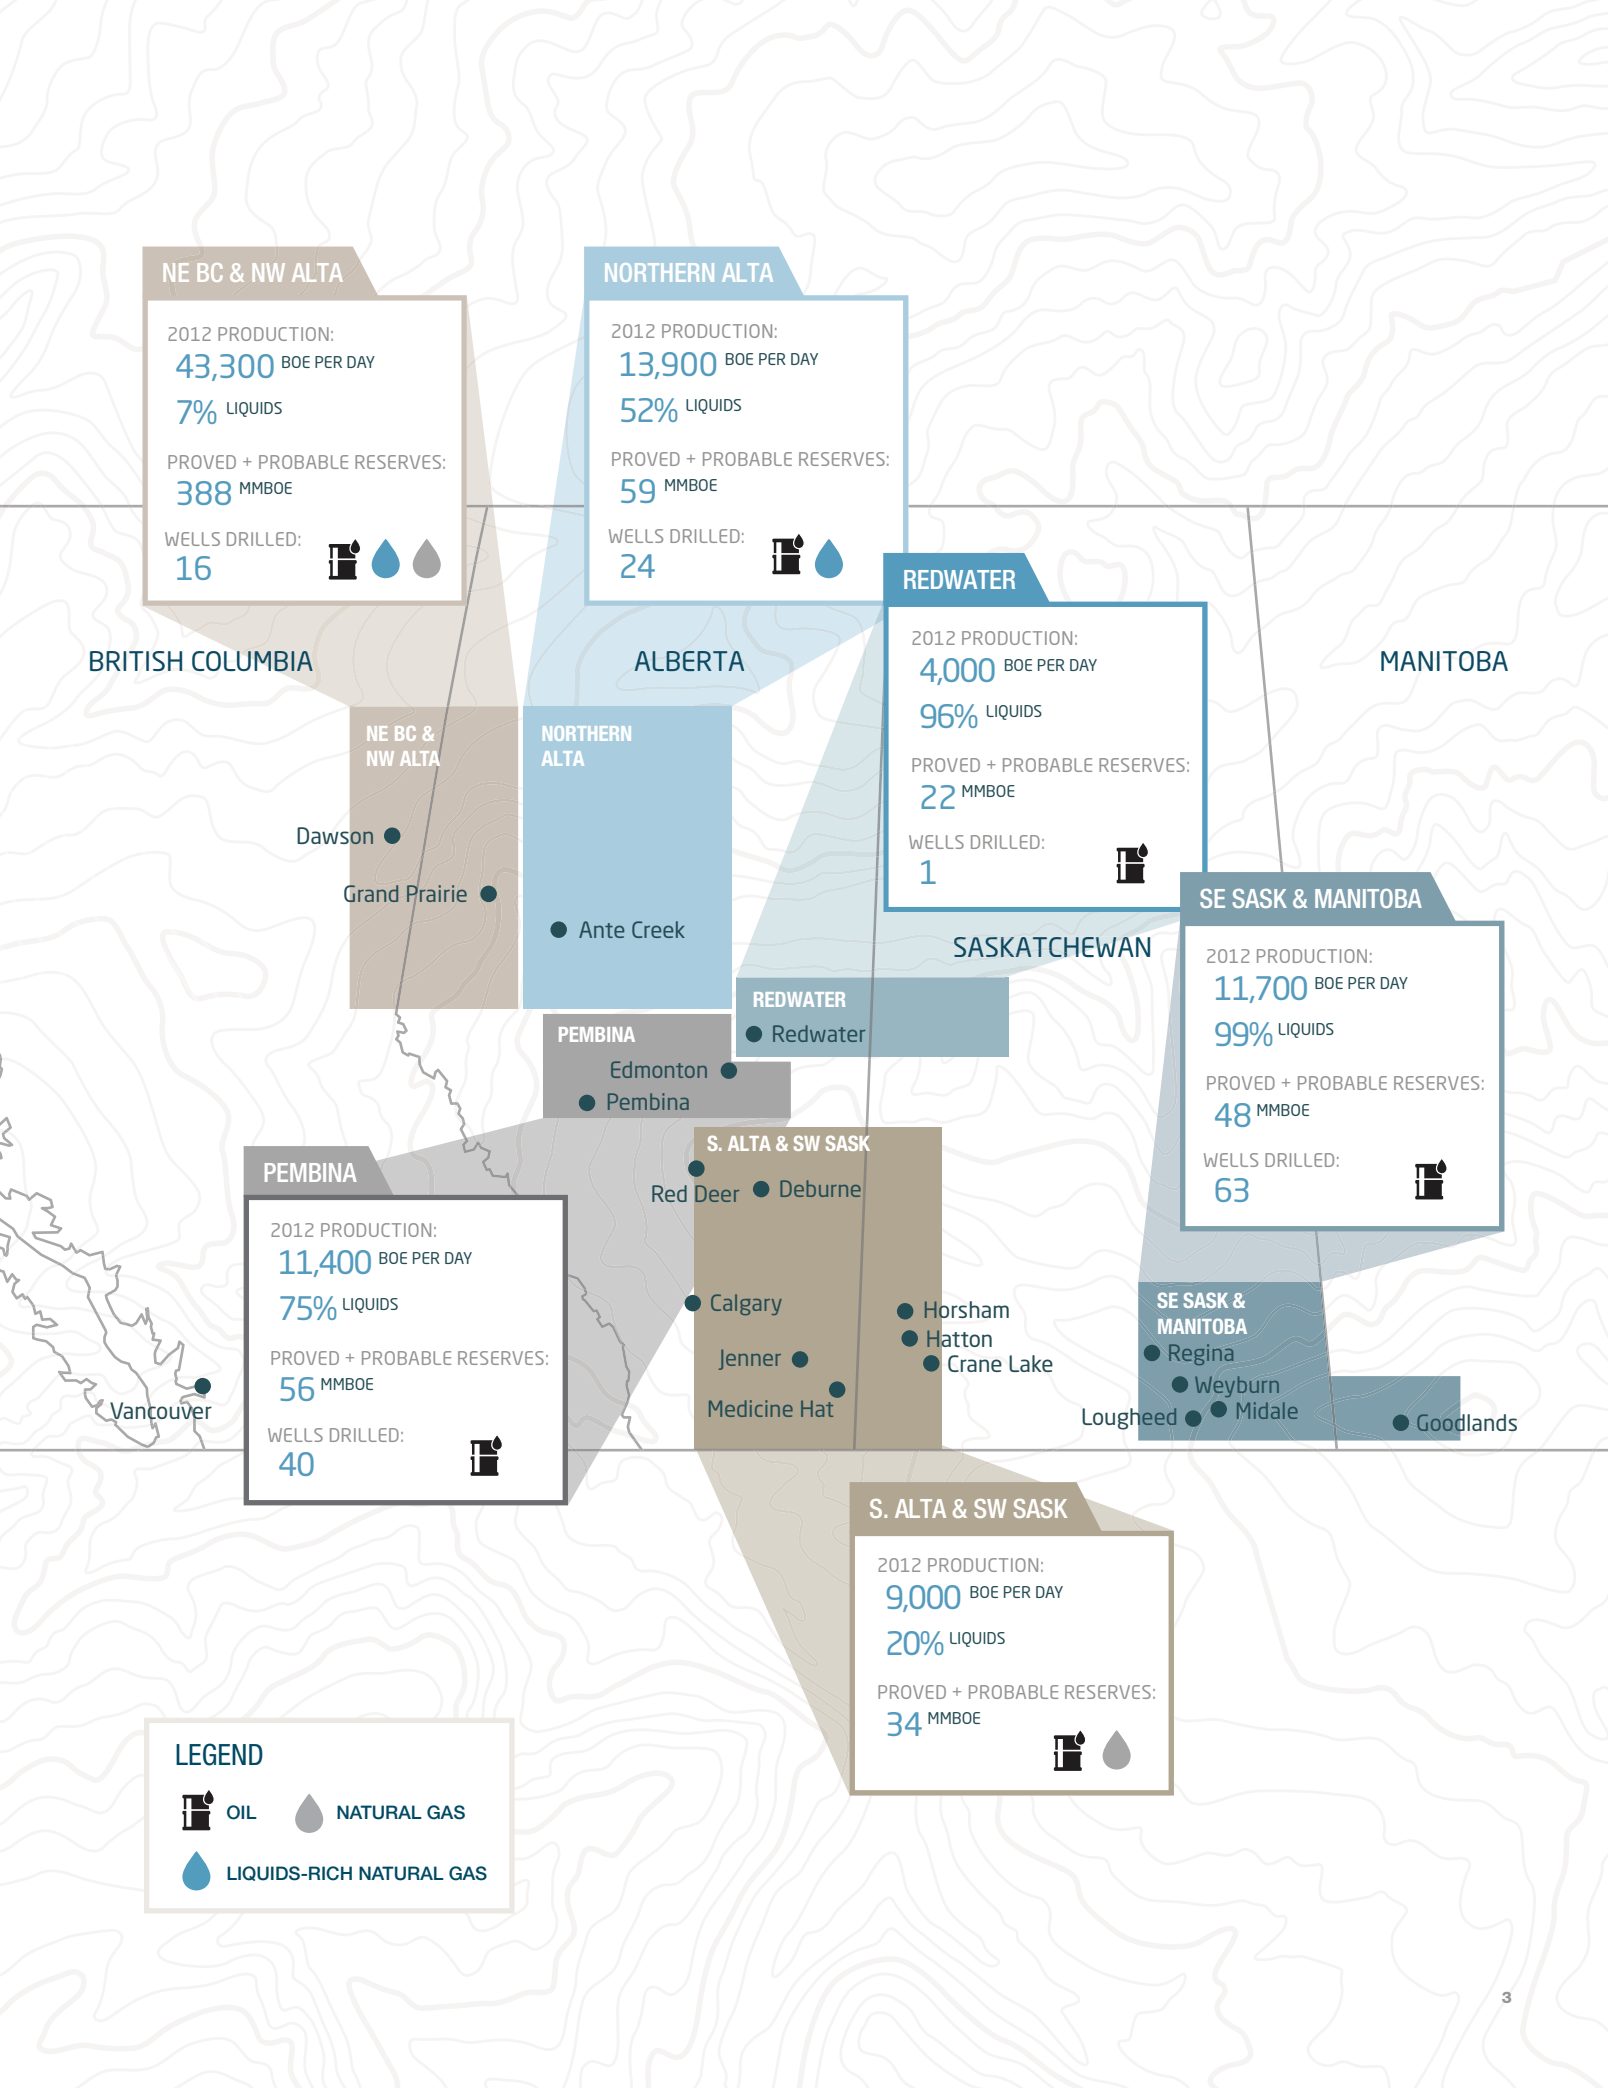 NE BC & NW ALTA
2012 PRODUCTION:
43,300 BOE PER DAY
7% LIQUIDS
PROVED + PROBABLE RESERVES:
388 MMBOE
WELLS DRILLED:
16
NORTHERN ALTA
2012 PRODUCTION:
13,900 BOE PER DAY
52% LIQUIDS
PROVED + PROBABLE RESERVES:
59 MMBOE
WELLS DRILLED:
24
REDWATER
2012 PRODUCTION:
4,000 BOE PER DAY
96% LIQUIDS
PROVED + PROBABLE RESERVES:
22 MMBOE
WELLS DRILLED:
1
BRITISH COLUMBIA
ALBERTA
MANITOBA
NE BC &
NW ALTA
NORTHERN
ALTA
Dawson
Grand Prairie
Ante Creek
SASKATCHEWAN
SE SASK & MANITOBA
2012 PRODUCTION:
11,700 BOE PER DAY
99% LIQUIDS
PROVED + PROBABLE RESERVES:
48 MMBOE
WELLS DRILLED:
63
REDWATER
Redwater
PEMBINA
Edmonton
Pembina
S. ALTA & SW SASK
Red Deer
Deburne
Calgary
Jenner
Medicine Hat
Horsham
Hatton
Crane Lake
PEMBINA
2012 PRODUCTION:
11,400 BOE PER DAY
75% LIQUIDS
PROVED + PROBABLE RESERVES:
56 MMBOE
WELLS DRILLED:
40
Vancouver
SE SASK &
MANITOBA
Regina
Weyburn
Lougheed
Midale
Goodlands
S. ALTA & SW SASK
2012 PRODUCTION:
9,000 BOE PER DAY
20% LIQUIDS
PROVED + PROBABLE RESERVES:
34 MMBOE
LEGEND
OIL
NATURAL GAS
LIQUIDS-RICH NATURAL GAS
3